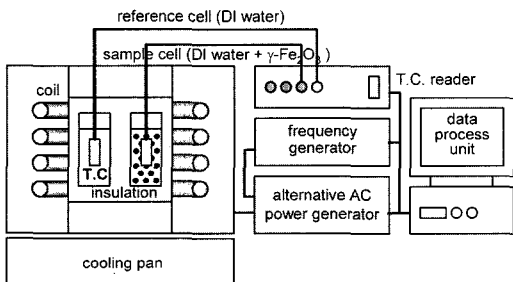 reference cell (DI water)
sample cell (DI water + γ-Fe₂O₃ )
coil
T.C. reader
T.C
insulation
frequency
generator
data
process
unit
alternative AC
power generator
cooling pan